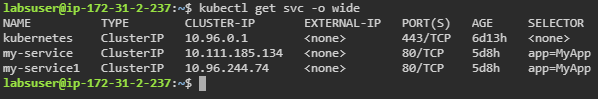 labsuser@ip-172-31-2-237:~$ kubectl get svc -o wide
NAME          TYPE        CLUSTER-IP       EXTERNAL-IP   PORT(S)   AGE     SELECTOR
kubernetes    ClusterIP   10.96.0.1        <none>        443/TCP   6d13h   <none>
my-service    ClusterIP   10.111.185.134   <none>        80/TCP    5d8h    app=MyApp
my-service1   ClusterIP   10.96.244.74     <none>        80/TCP    5d8h    app=MyApp
labsuser@ip-172-31-2-237:~$